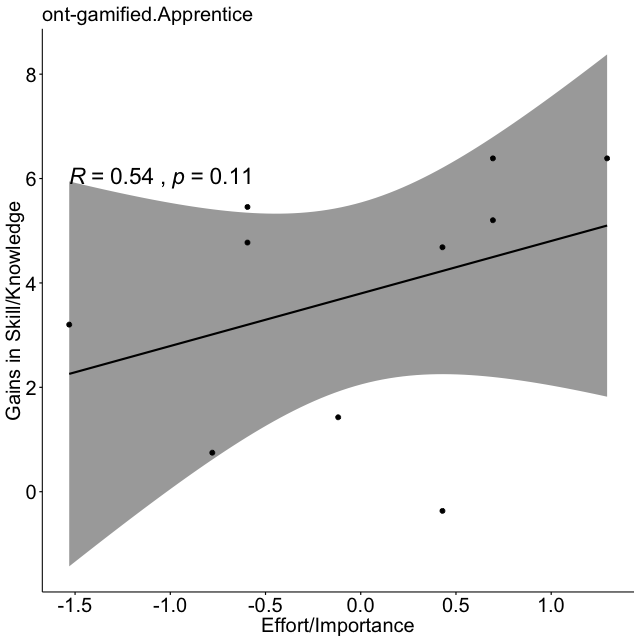 ont-gamified.Apprentice
8
6
4
2
0
R = 0.54 , p = 0.11
Gains in Skill/Knowledge
-1.5 -1.0 -0.5 0.0 0.5 1.0
Effort/Importance